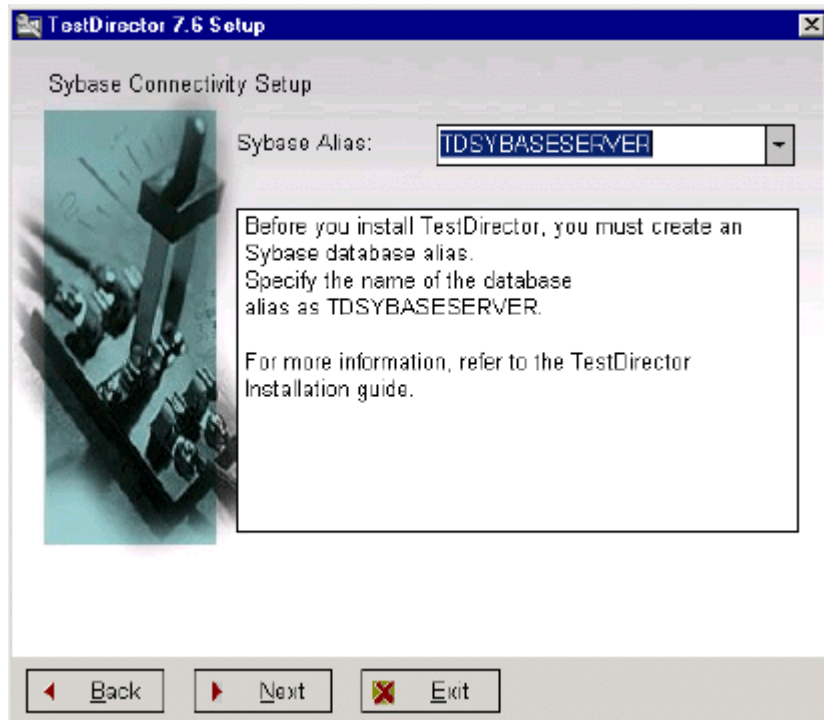 TestDirector 7.6 Setup
Sybase Connectivity Setup
Sybase Alias: TDSYBASESERVER
Before you install TestDirector, you must create an
Sybase database alias.
Specify the name of the database
alias as TDSYBASESERVER.
For more information, refer to the TestDirector
Installation guide.
Back Next Exit